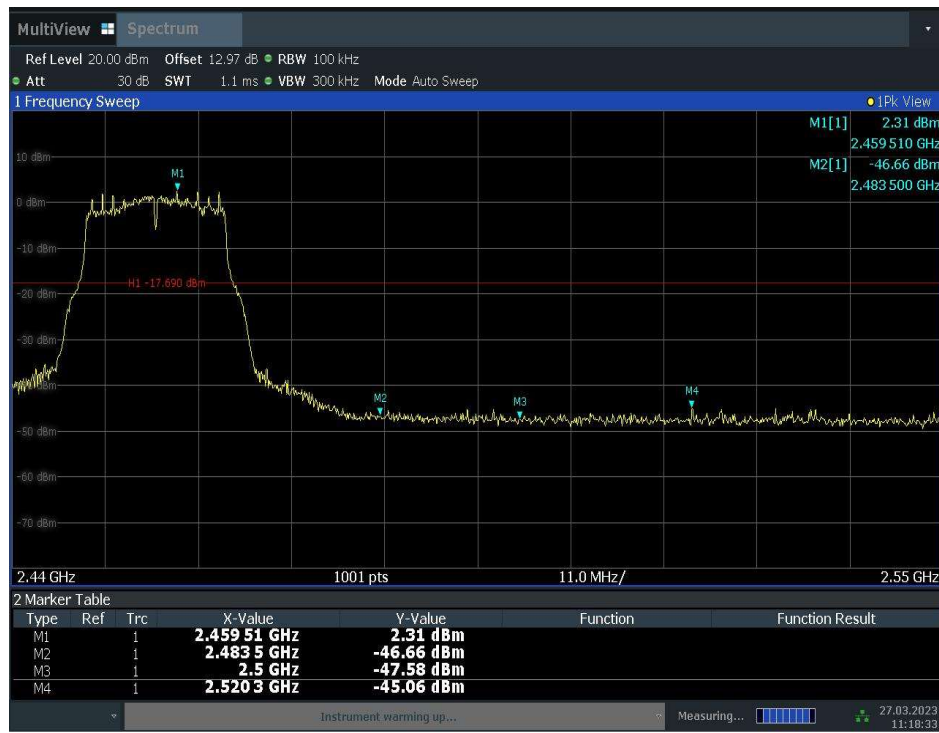 MultiView Spectrum
Ref Level 20.00 dBm Offset 12.97 dB RBW 100 kHz
Att 30 dB SWT 1.1 ms VBW 300 kHz Mode Auto Sweep
1 Frequency Sweep 1Pk View
M1[1] 2.31 dBm
2.459 510 GHz
M2[1] -46.66 dBm
2.483 500 GHz
10 dBm
M1
0 dBm
-10 dBm
H1 -17.690 dBm
-20 dBm
-30 dBm
M2 M3 M4
-50 dBm
-60 dBm
-70 dBm
2.44 GHz 1001 pts 11.0 MHz/ 2.55 GHz
2 Marker Table
Type Ref Trc X-Value Y-Value Function Function Result
M1 1 2.459 51 GHz 2.31 dBm
M2 1 2.483 5 GHz -46.66 dBm
M3 1 2.5 GHz -47.58 dBm
M4 1 2.520 3 GHz -45.06 dBm
Instrument warming up... Measuring... 27.03.2023
11:18:33